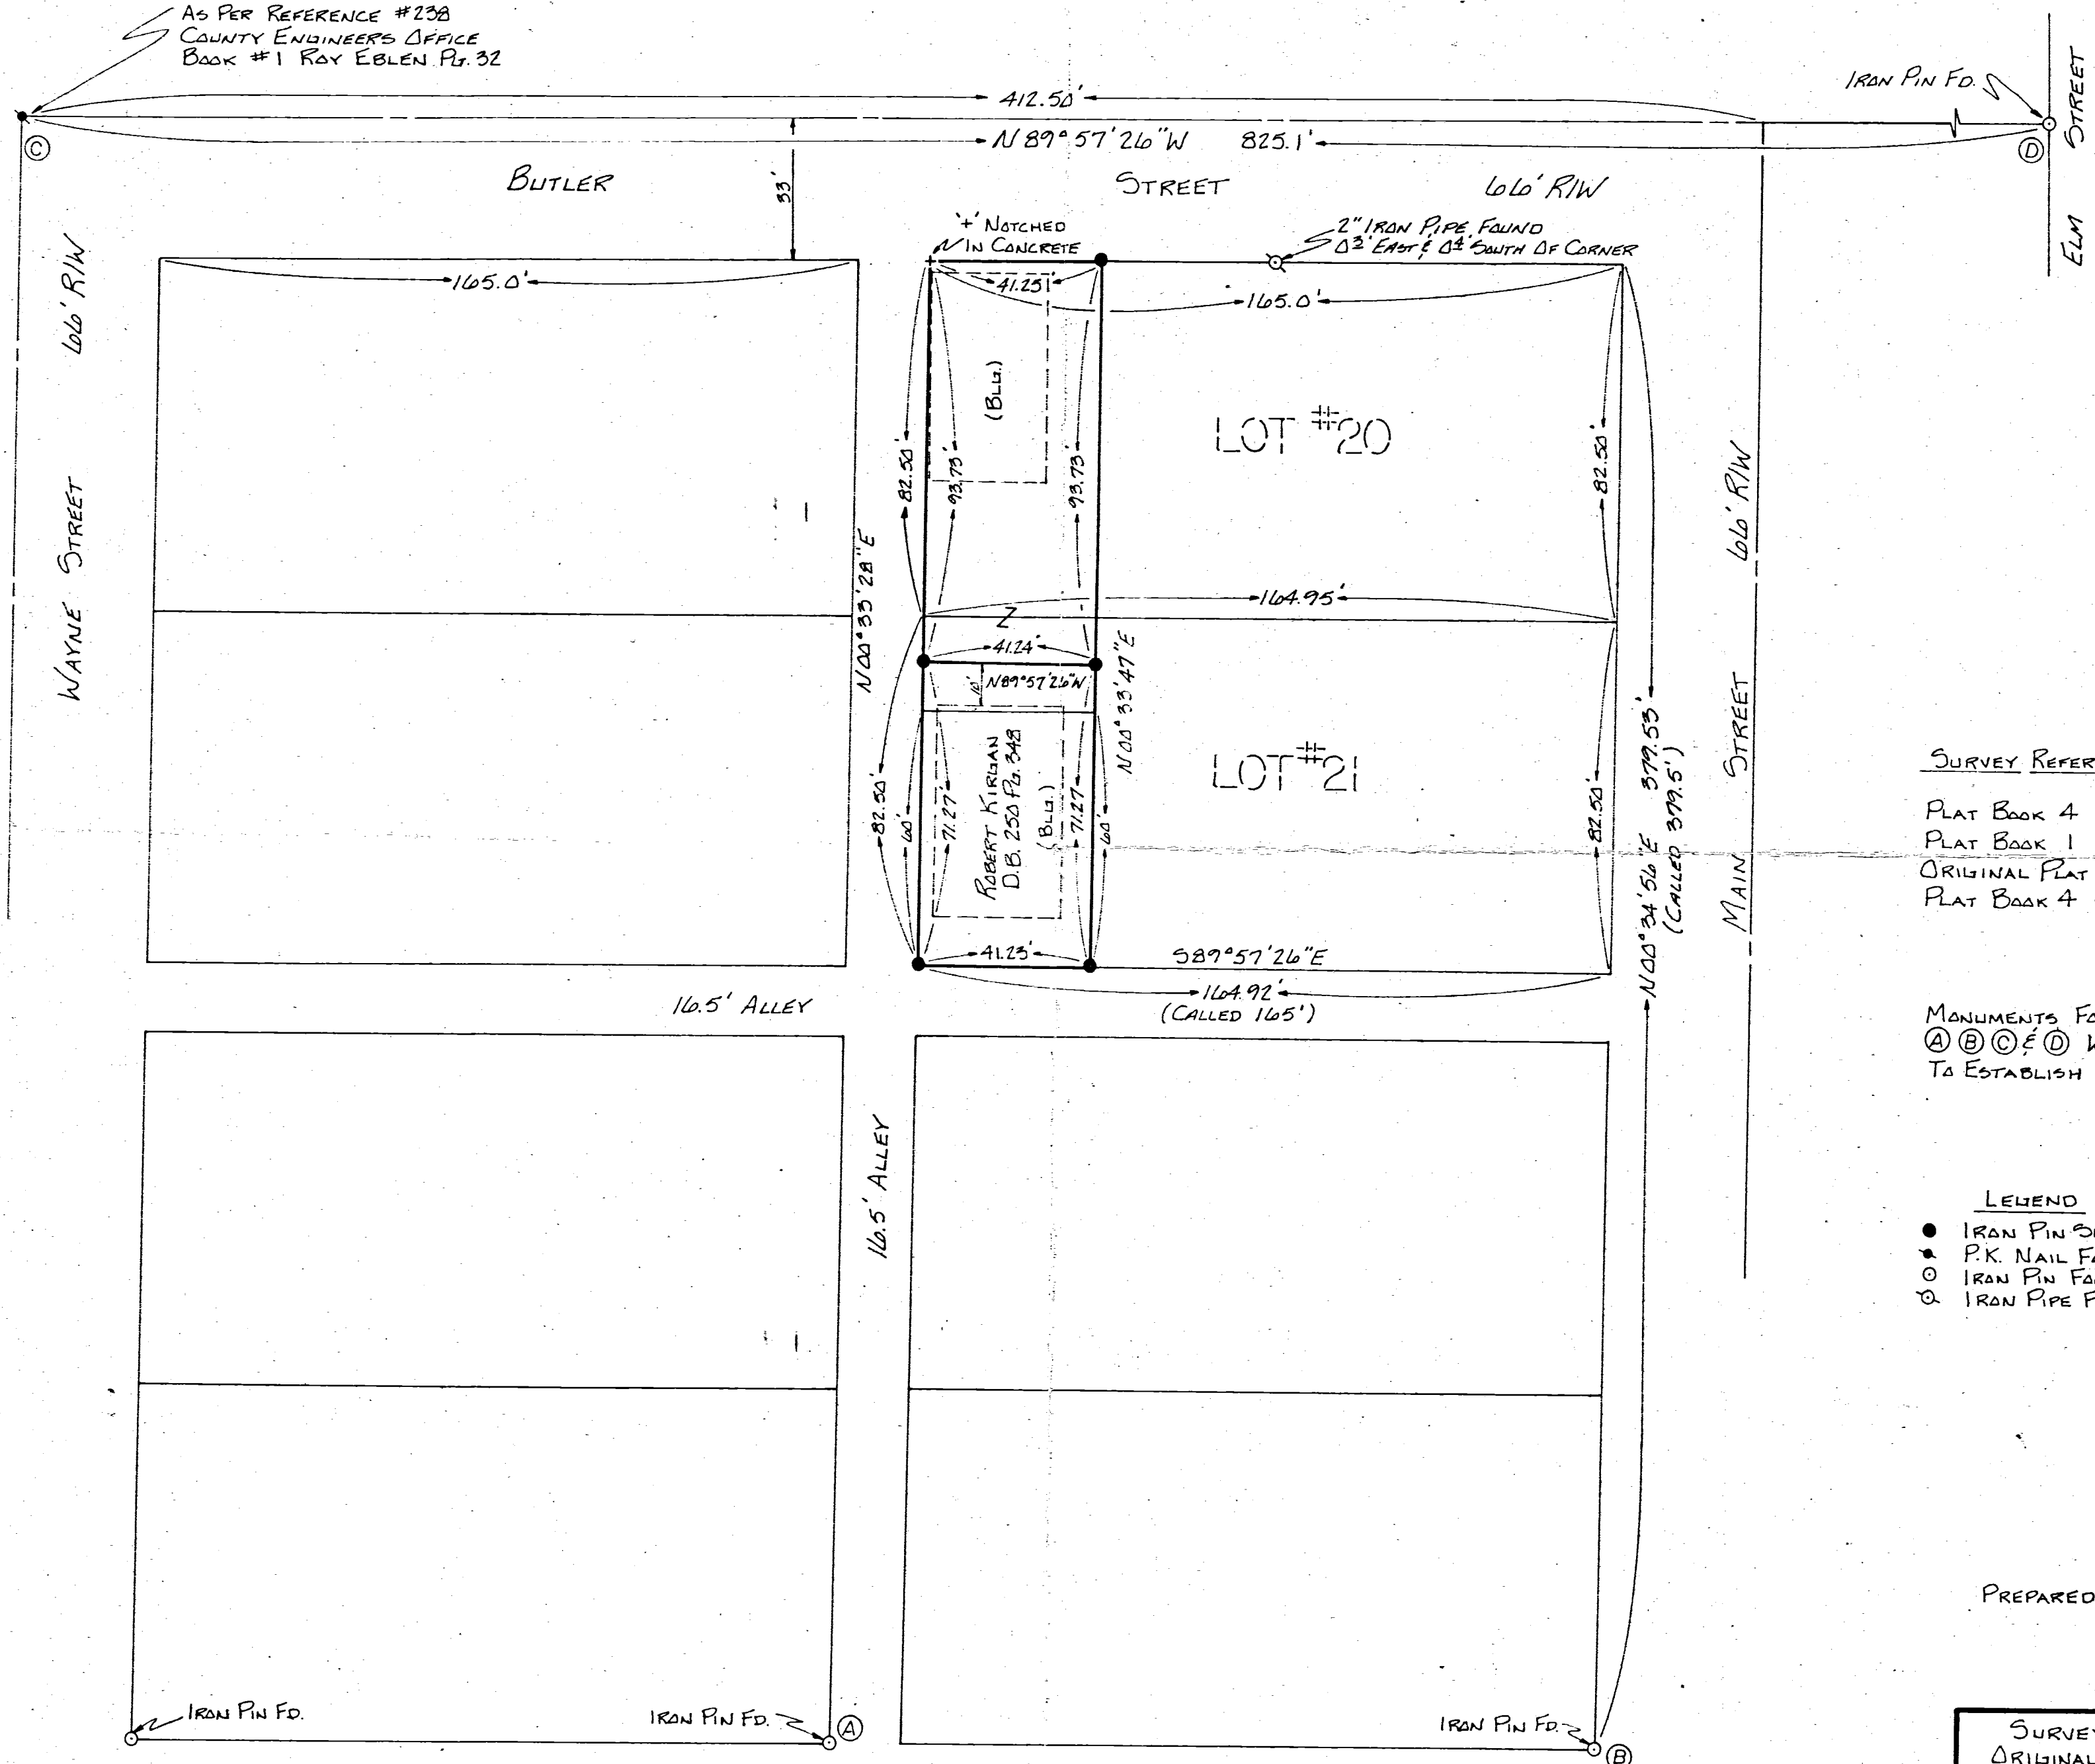 AS PER REFERENCE #238
COUNTY ENGINEERS OFFICE
BOOK #1 ROY EBLEN PG. 32
IRON PIN FD.
ELM STREET
412.50'
N 89° 57' 26" W 825.1'
C
D
BUTLER STREET 66' R/W
33'
WAYNE STREET 66' R/W
165.0'
'+' NOTCHED
IN CONCRETE
2" IRON PIPE FOUND
0.3' EAST & 0.4' SOUTH OF CORNER
41.25'
165.0'
(BLG.)
82.50'
93.73'
93.73'
LOT #20
82.50'
MAIN STREET 66' R/W
N 00° 33' 28" E
164.95'
Z
41.24'
10'
N 89° 57' 26" W
N 00° 33' 47" E
LOT #21
82.50'
60'
71.27'
ROBERT KIRGAN
D.B. 250 PG. 348
(BLG.)
71.27'
60'
82.50'
N 00° 34' 56" E 379.53'
(CALLED 379.5')
41.23'
S 89° 57' 26" E
164.92'
(CALLED 165')
16.5' ALLEY
16.5' ALLEY
SURVEY REFER
PLAT BOOK 4
PLAT BOOK 1
ORIGINAL PLAT
PLAT BOOK 4
MONUMENTS FO
A B C & D W
TO ESTABLISH
LEGEND
IRON PIN S
P.K. NAIL FO
IRON PIN FO
IRON PIPE F
PREPARED
IRON PIN FD.
IRON PIN FD.
A
IRON PIN FD.
B
SURVEY
ORIGINAL